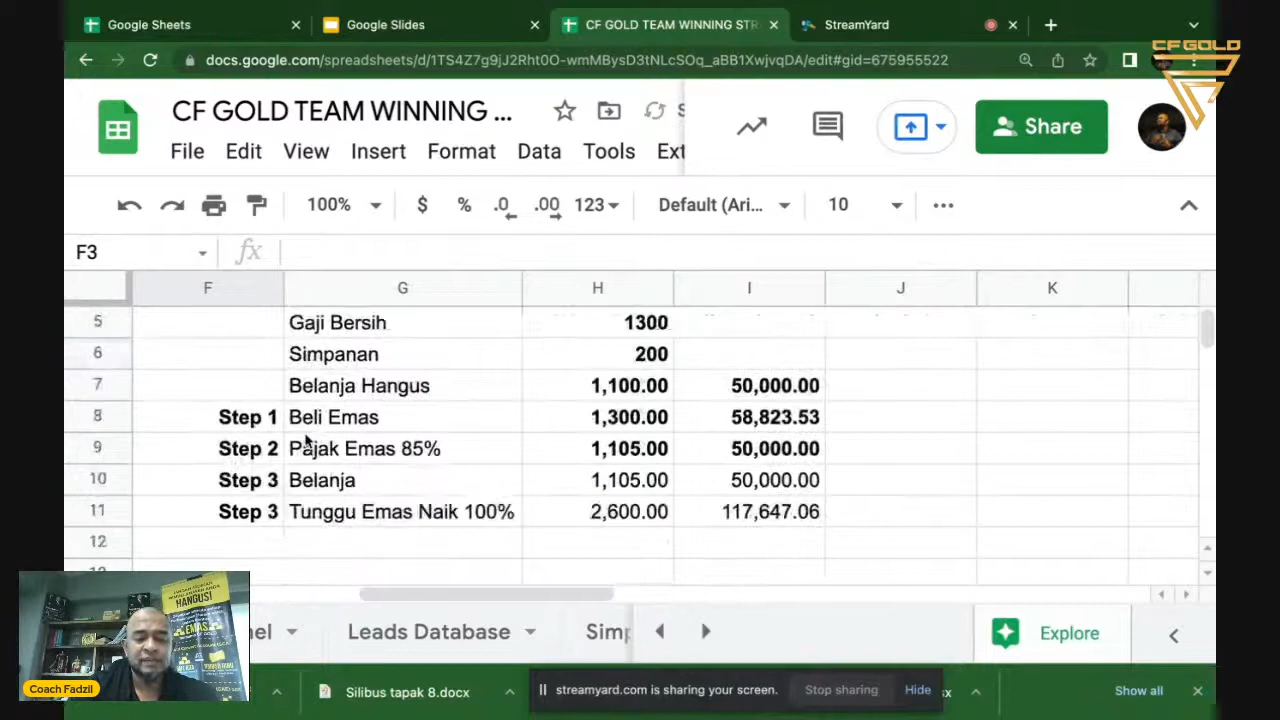 Google Sheets
Google Slides
CF GOLD TEAM WINNING STR
StreamYard
docs.google.com/spreadsheets/d/1TS4Z7g9jJ2Rht0O-wmMBysD3tNLcSOq_aBB1XwjvqDA/edit#gid=675955522
CF GOLD
CF GOLD TEAM WINNING ...
Share
File Edit View Insert Format Data Tools Ext
100% $ % .0 .00 123 Default (Ari... 10 ...
F3 fx
F G H I J K
5 Gaji Bersih 1300
6 Simpanan 200
7 Belanja Hangus 1,100.00 50,000.00
8 Step 1 Beli Emas 1,300.00 58,823.53
9 Step 2 Pajak Emas 85% 1,105.00 50,000.00
10 Step 3 Belanja 1,105.00 50,000.00
11 Step 3 Tunggu Emas Naik 100% 2,600.00 117,647.06
12
HANGUS!
EMAS
Coach Fadzil
nel Leads Database Simp Explore
Silibus tapak 8.docx
streamyard.com is sharing your screen. Stop sharing Hide
Show all